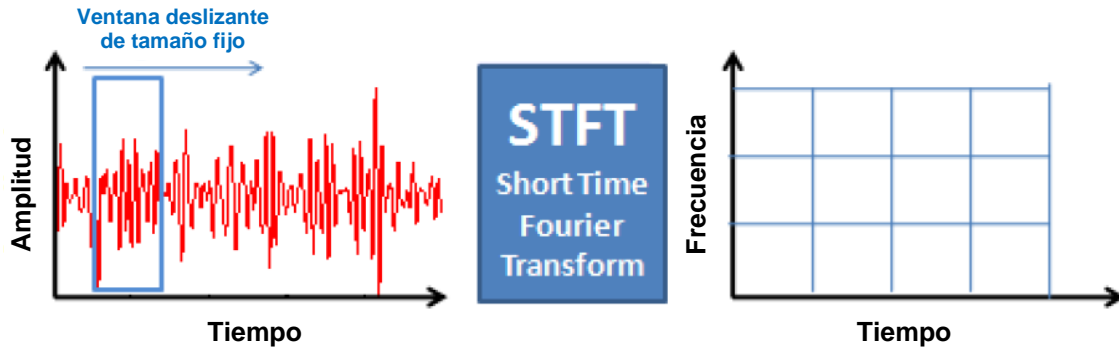 Ventana deslizante
de tamaño fijo
Amplitud
Tiempo
STFT
Short Time
Fourier
Transform
Frecuencia
Tiempo